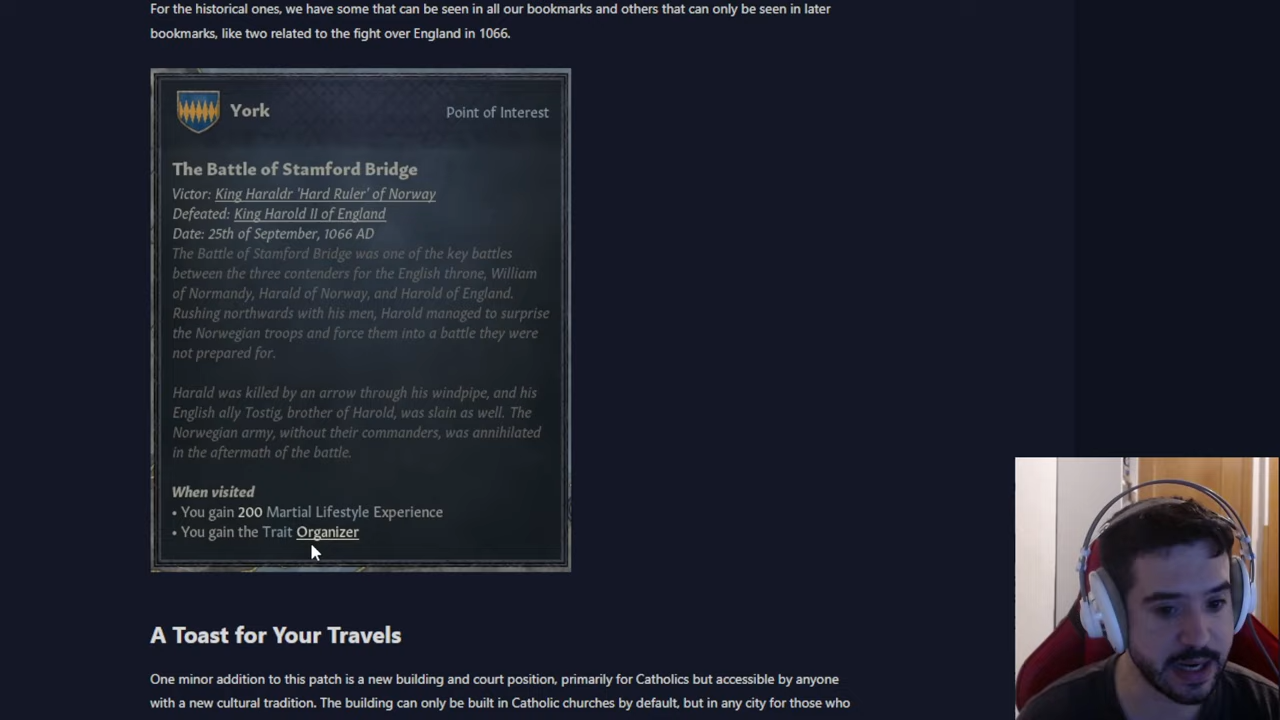 For the historical ones, we have some that can be seen in all our bookmarks and others that can only be seen in later
bookmarks, like two related to the fight over England in 1066.
York
Point of Interest
The Battle of Stamford Bridge
Victor: King Haraldr 'Hard Ruler' of Norway
Defeated: King Harold II of England
Date: 25th of September, 1066 AD
The Battle of Stamford Bridge was one of the key battles
between the three contenders for the English throne, William
of Normandy, Harald of Norway, and Harold of England.
Rushing northwards with his men, Harold managed to surprise
the Norwegian troops and force them into a battle they were
not prepared for.
Harald was killed by an arrow through his windpipe, and his
English ally Tostig, brother of Harold, was slain as well. The
Norwegian army, without their commanders, was annihilated
in the aftermath of the battle.
When visited
• You gain 200 Martial Lifestyle Experience
• You gain the Trait Organizer
A Toast for Your Travels
One minor addition to this patch is a new building and court position, primarily for Catholics but accessible by anyone
with a new cultural tradition. The building can only be built in Catholic churches by default, but in any city for those who